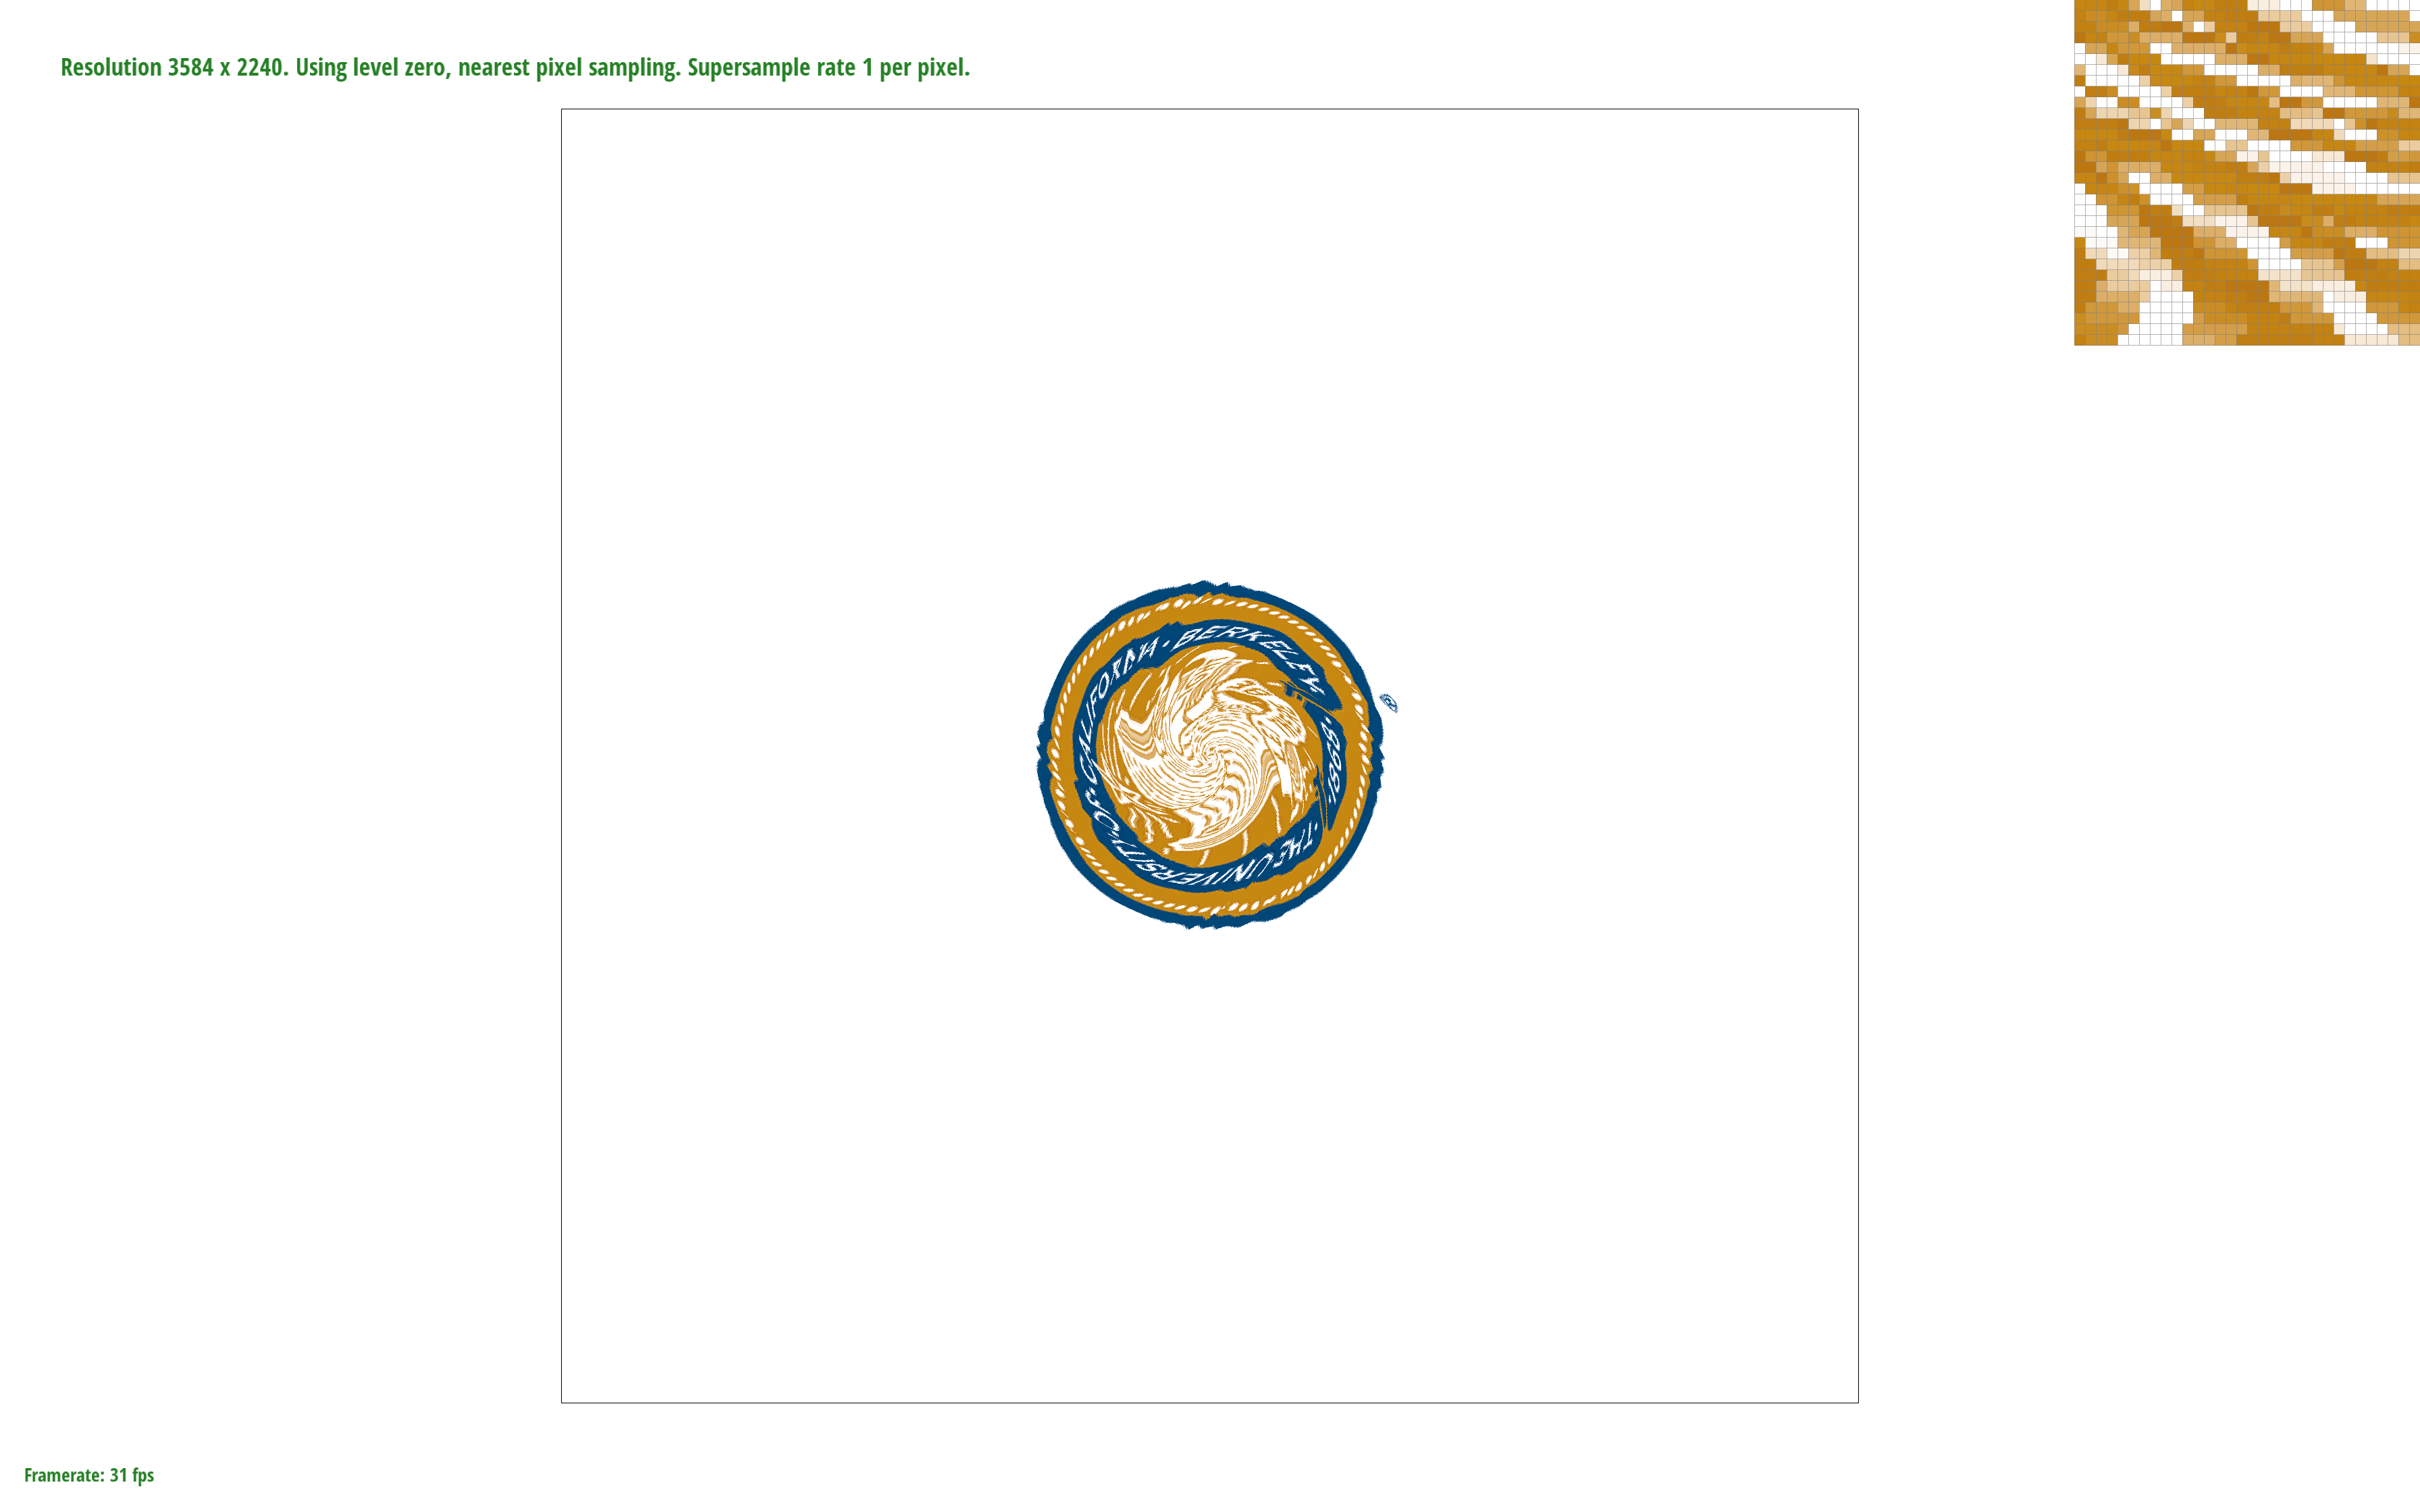 Resolution 3584 x 2240. Using level zero, nearest pixel sampling. Supersample rate 1 per pixel.
THE UNIVERSITY OF CALIFORNIA · BERKELEY
1868
Framerate: 31 fps